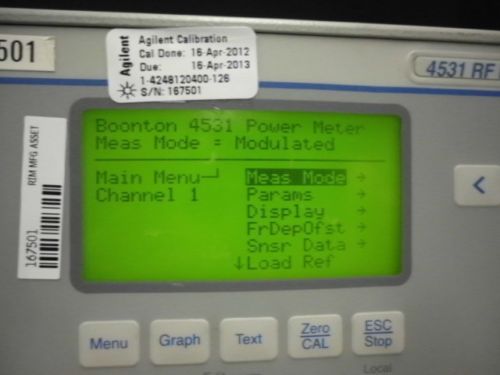 501
Agilent
Agilent Calibration
Cal Done: 16-Apr-2012
Due: 16-Apr-2013
1-4248120400-126
S/N: 167501
4531 RF
RIM MFG ASSET
167501
Boonton 4531 Power Meter
Meas Mode = Modulated
Main Menu
Channel 1
Meas Mode →
Params →
Display →
FrDepOfst →
Snsr Data →
↓Load Ref
<
Menu
Graph
Text
Zero
CAL
ESC
Stop
Local